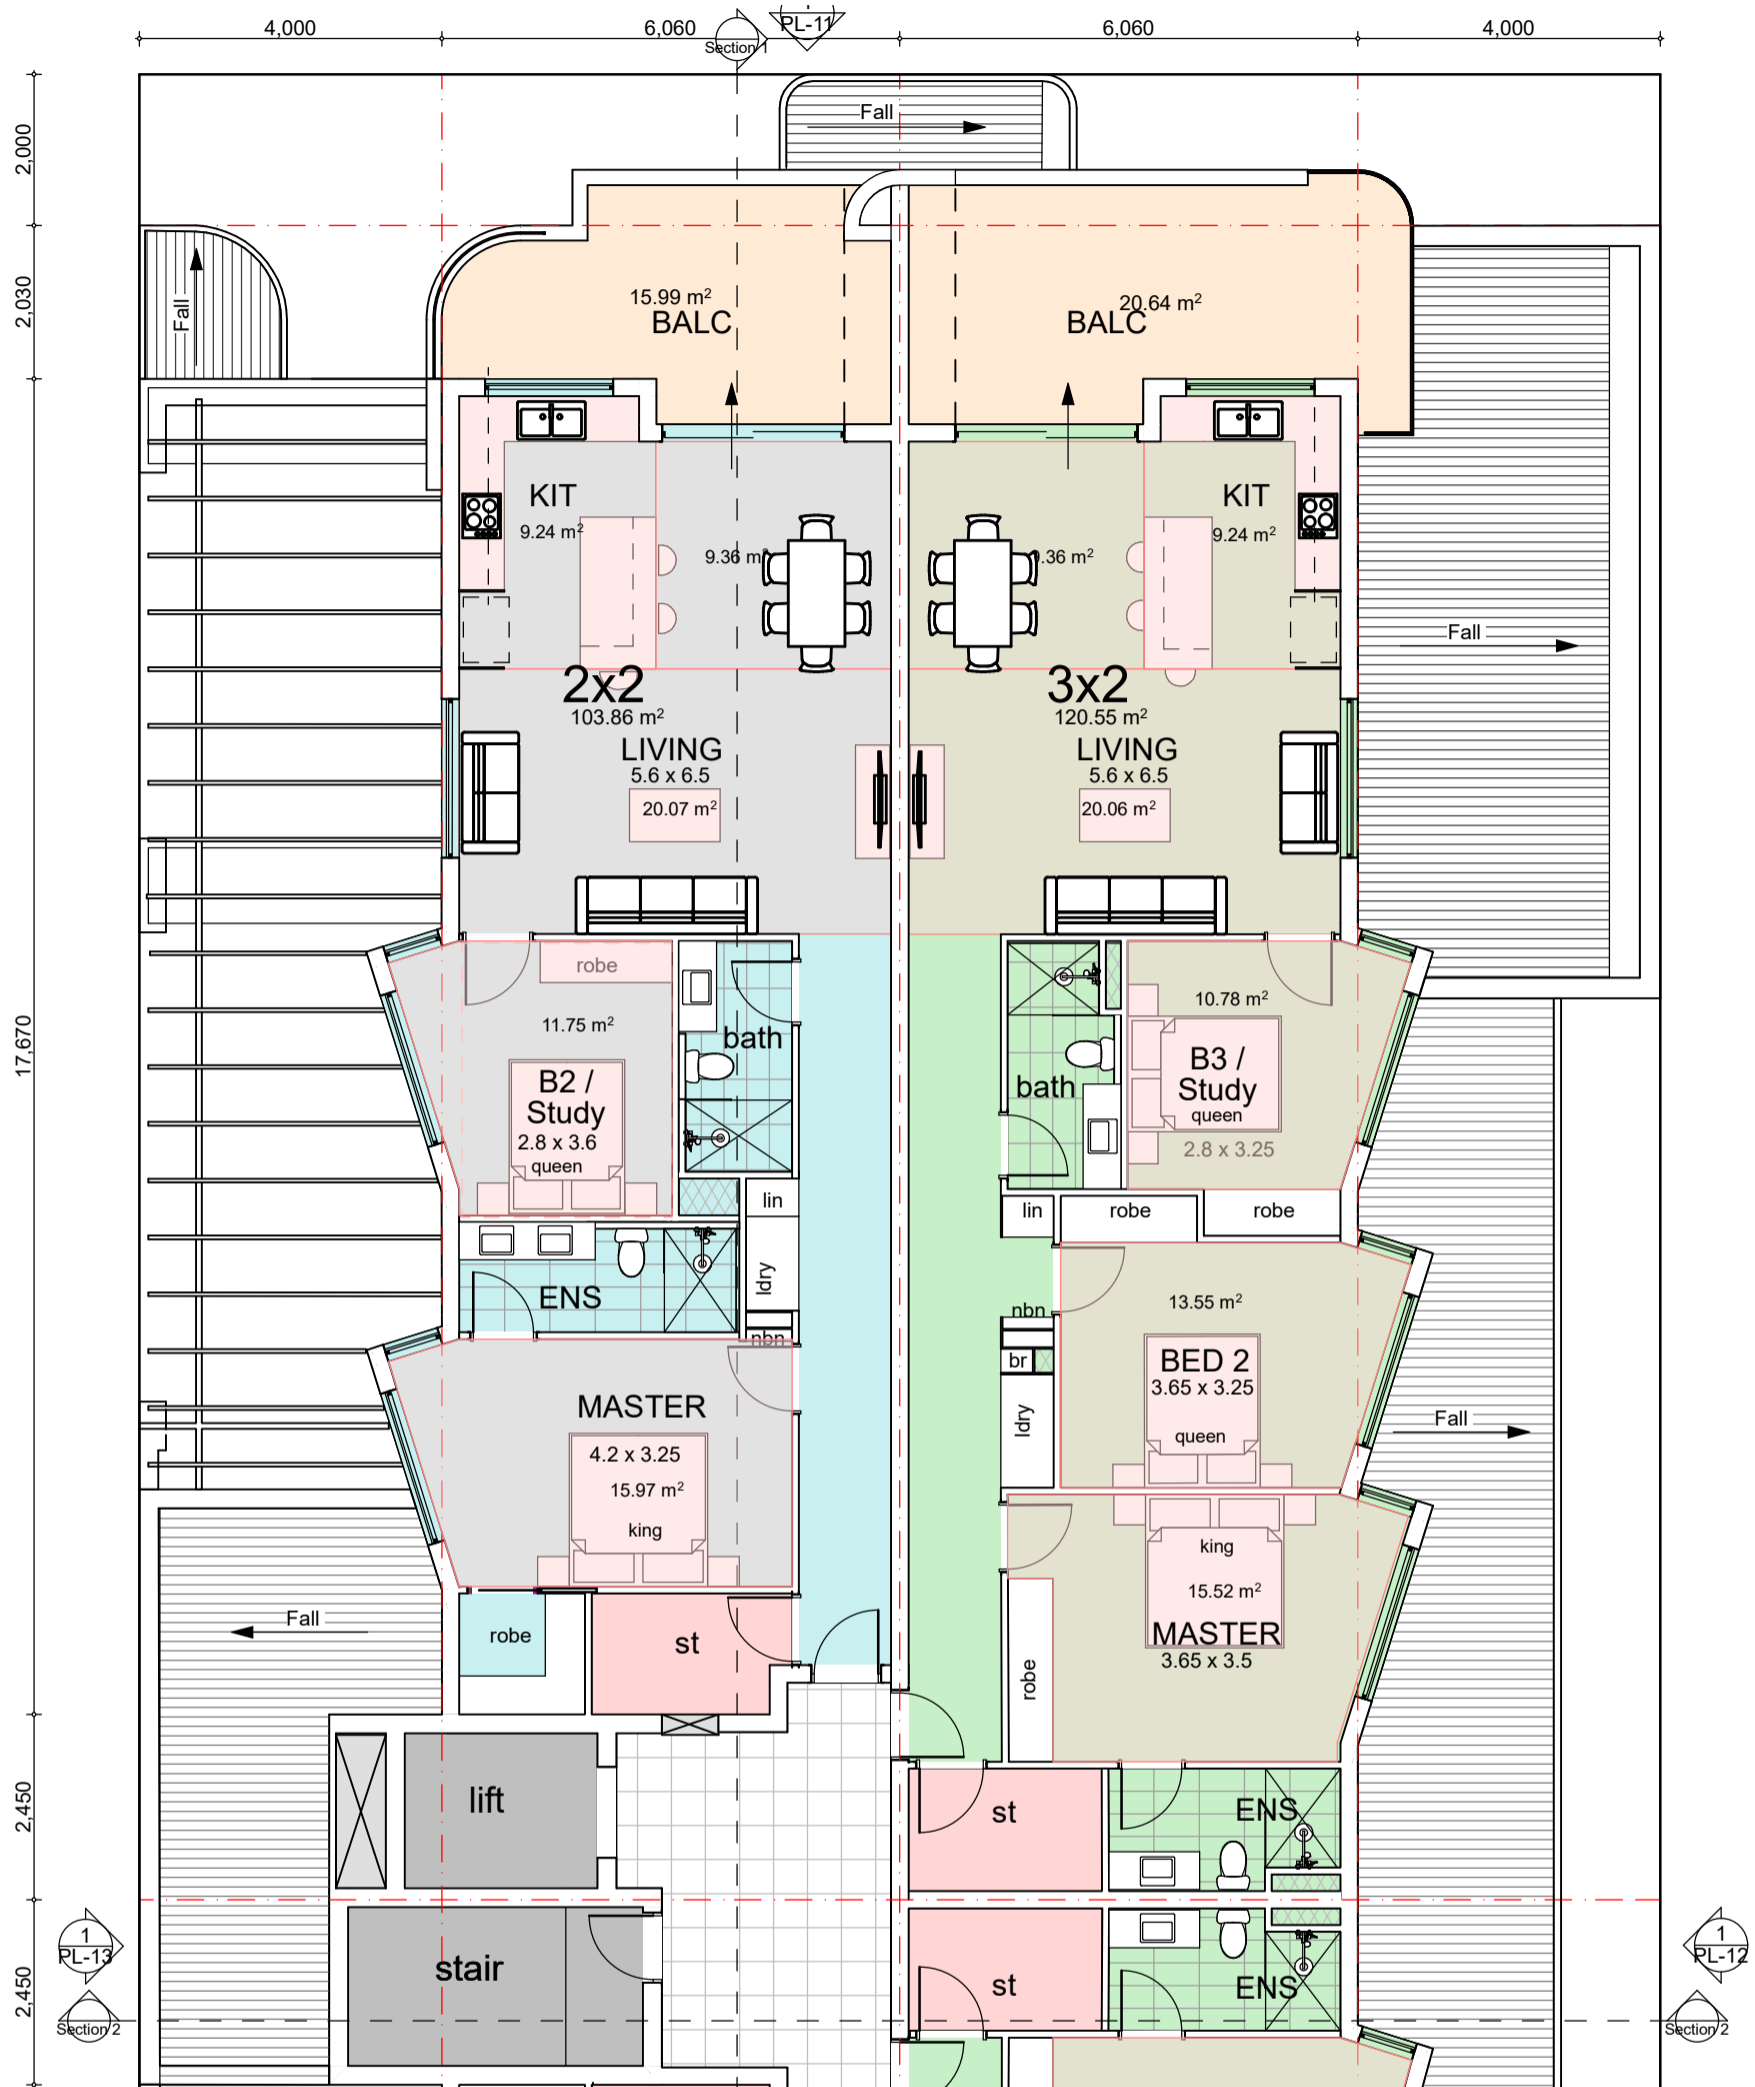 4,000
6,060
6,060
4,000
1
PL-11
Section 1
2,000
2,030
17,670
2,450
2,450
Fall
Fall
15.99 m²
BALC
20.64 m²
BALC
KIT
9.24 m²
9.36 m²
9.36 m²
KIT
9.24 m²
Fall
2x2
103.86 m²
LIVING
5.6 x 6.5
20.07 m²
3x2
120.55 m²
LIVING
5.6 x 6.5
20.06 m²
robe
11.75 m²
B2 /
Study
2.8 x 3.6
queen
bath
bath
10.78 m²
B3 /
Study
queen
2.8 x 3.25
lin
ldry
nbn
ENS
lin
robe
robe
nbn
br
ldry
13.55 m²
BED 2
3.65 x 3.25
queen
Fall
MASTER
4.2 x 3.25
15.97 m²
king
king
15.52 m²
MASTER
3.65 x 3.5
robe
Fall
robe
st
lift
st
ENS
stair
st
ENS
1
PL-13
Section 2
1
PL-12
Section 2